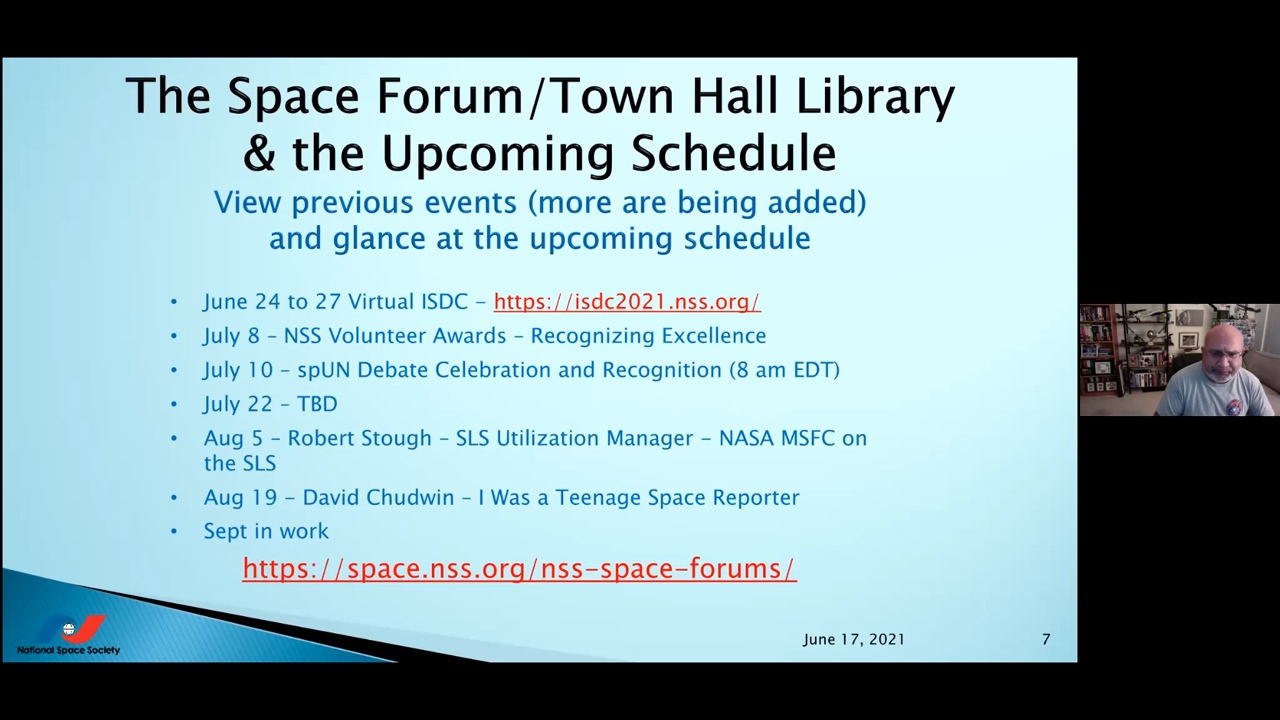 The Space Forum/Town Hall Library
& the Upcoming Schedule
View previous events (more are being added)
and glance at the upcoming schedule
• June 24 to 27 Virtual ISDC – https://isdc2021.nss.org/
• July 8 – NSS Volunteer Awards – Recognizing Excellence
• July 10 – spUN Debate Celebration and Recognition (8 am EDT)
• July 22 – TBD
• Aug 5 – Robert Stough – SLS Utilization Manager – NASA MSFC on
the SLS
• Aug 19 – David Chudwin – I Was a Teenage Space Reporter
• Sept in work
https://space.nss.org/nss-space-forums/
National Space Society
June 17, 2021
7